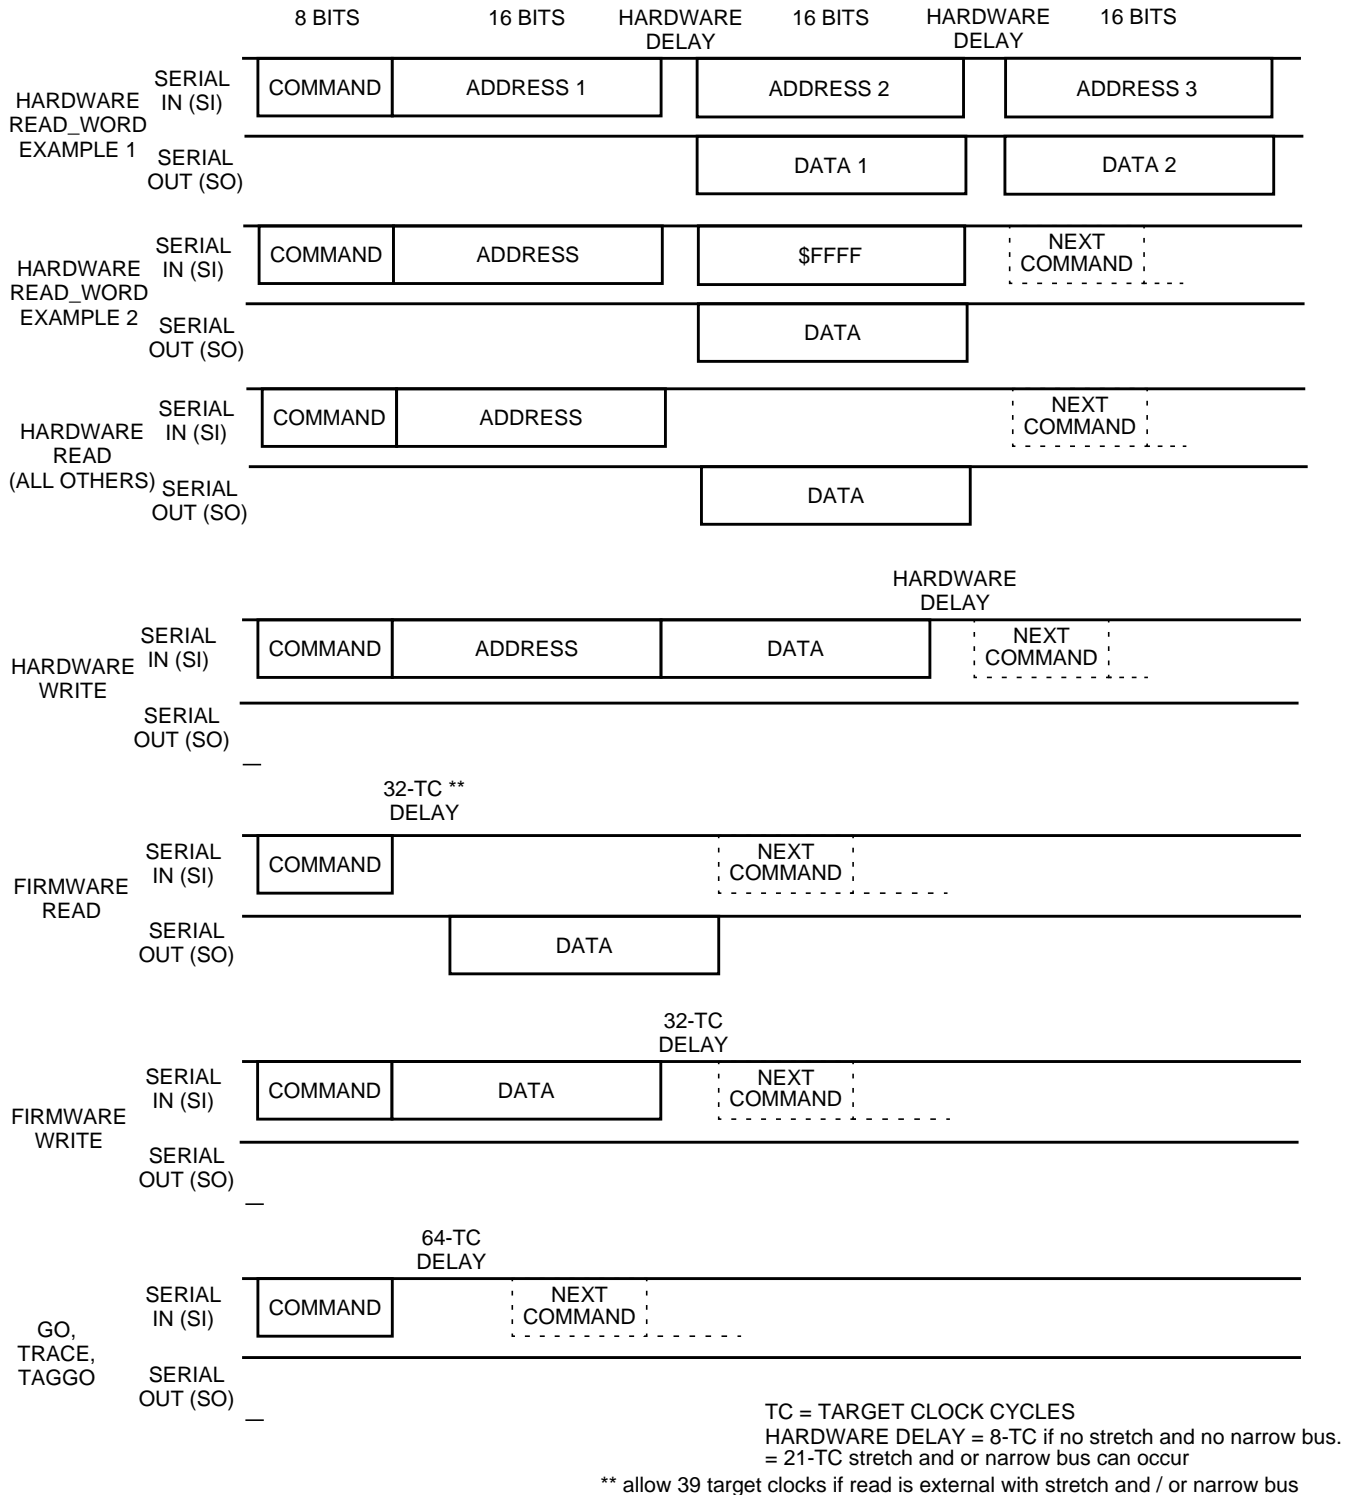 8 BITS 16 BITS HARDWARE DELAY 16 BITS HARDWARE DELAY 16 BITS
HARDWARE
READ_WORD
EXAMPLE 1
SERIAL
IN (SI)
COMMAND ADDRESS 1 ADDRESS 2 ADDRESS 3
SERIAL
OUT (SO)
DATA 1 DATA 2
HARDWARE
READ_WORD
EXAMPLE 2
SERIAL
IN (SI)
COMMAND ADDRESS $FFFF NEXT COMMAND
SERIAL
OUT (SO)
DATA
HARDWARE
READ
(ALL OTHERS)
SERIAL
IN (SI)
COMMAND ADDRESS NEXT COMMAND
SERIAL
OUT (SO)
DATA
HARDWARE
DELAY
HARDWARE
WRITE
SERIAL
IN (SI)
COMMAND ADDRESS DATA NEXT COMMAND
SERIAL
OUT (SO)
32-TC **
DELAY
FIRMWARE
READ
SERIAL
IN (SI)
COMMAND NEXT COMMAND
SERIAL
OUT (SO)
DATA
32-TC
DELAY
FIRMWARE
WRITE
SERIAL
IN (SI)
COMMAND DATA NEXT COMMAND
SERIAL
OUT (SO)
64-TC
DELAY
GO,
TRACE,
TAGGO
SERIAL
IN (SI)
COMMAND NEXT COMMAND
SERIAL
OUT (SO)
TC = TARGET CLOCK CYCLES
HARDWARE DELAY = 8-TC if no stretch and no narrow bus.
= 21-TC stretch and or narrow bus can occur
** allow 39 target clocks if read is external with stretch and / or narrow bus